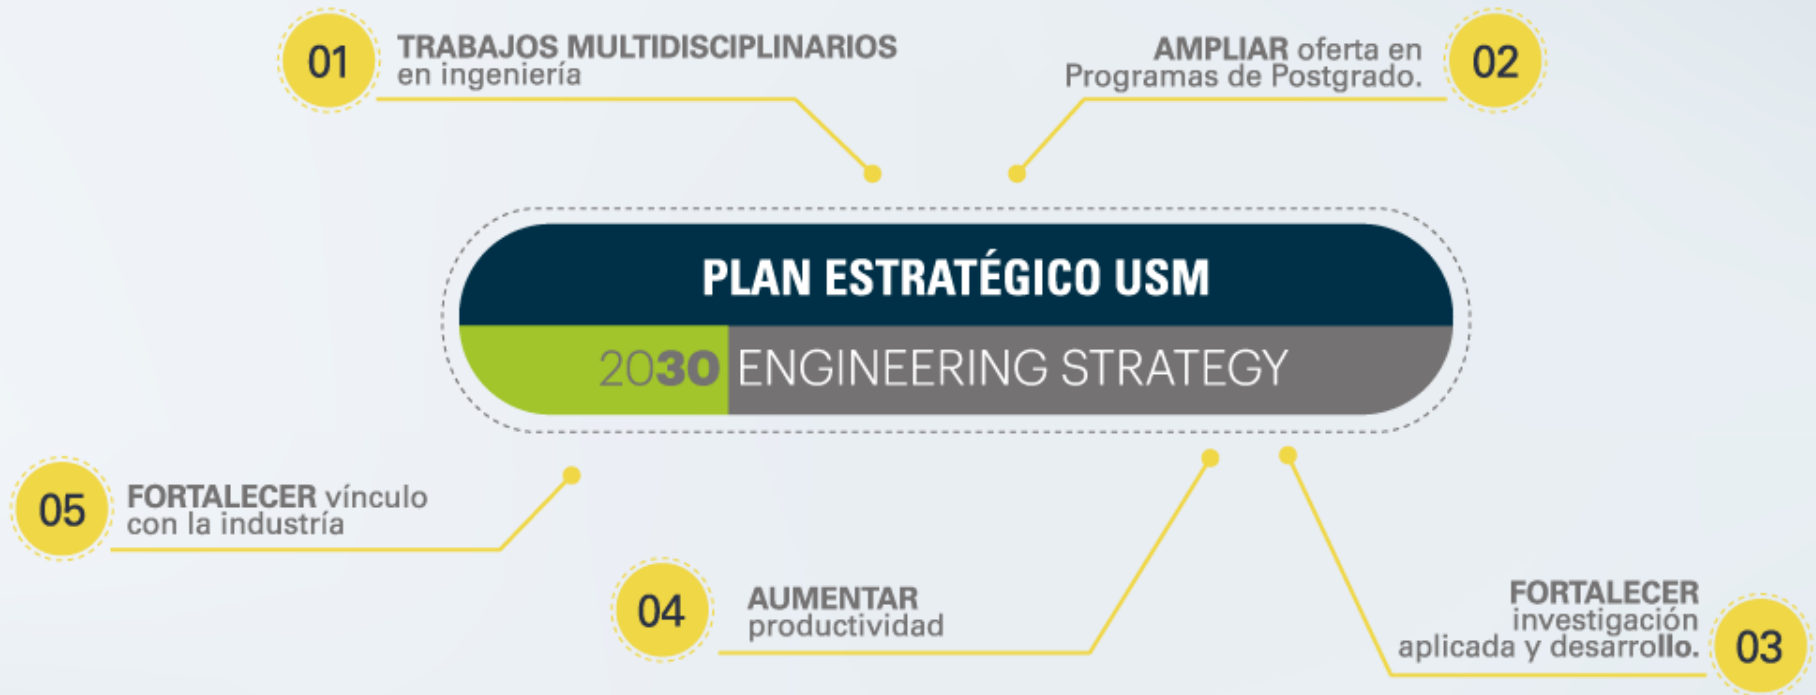 01
TRABAJOS MULTIDISCIPLINARIOS
en ingeniería
AMPLIAR oferta en
Programas de Postgrado.
02
PLAN ESTRATÉGICO USM
2030 ENGINEERING STRATEGY
05
FORTALECER vínculo
con la industría
04
AUMENTAR
productividad
FORTALECER
investigación
aplicada y desarrollo.
03